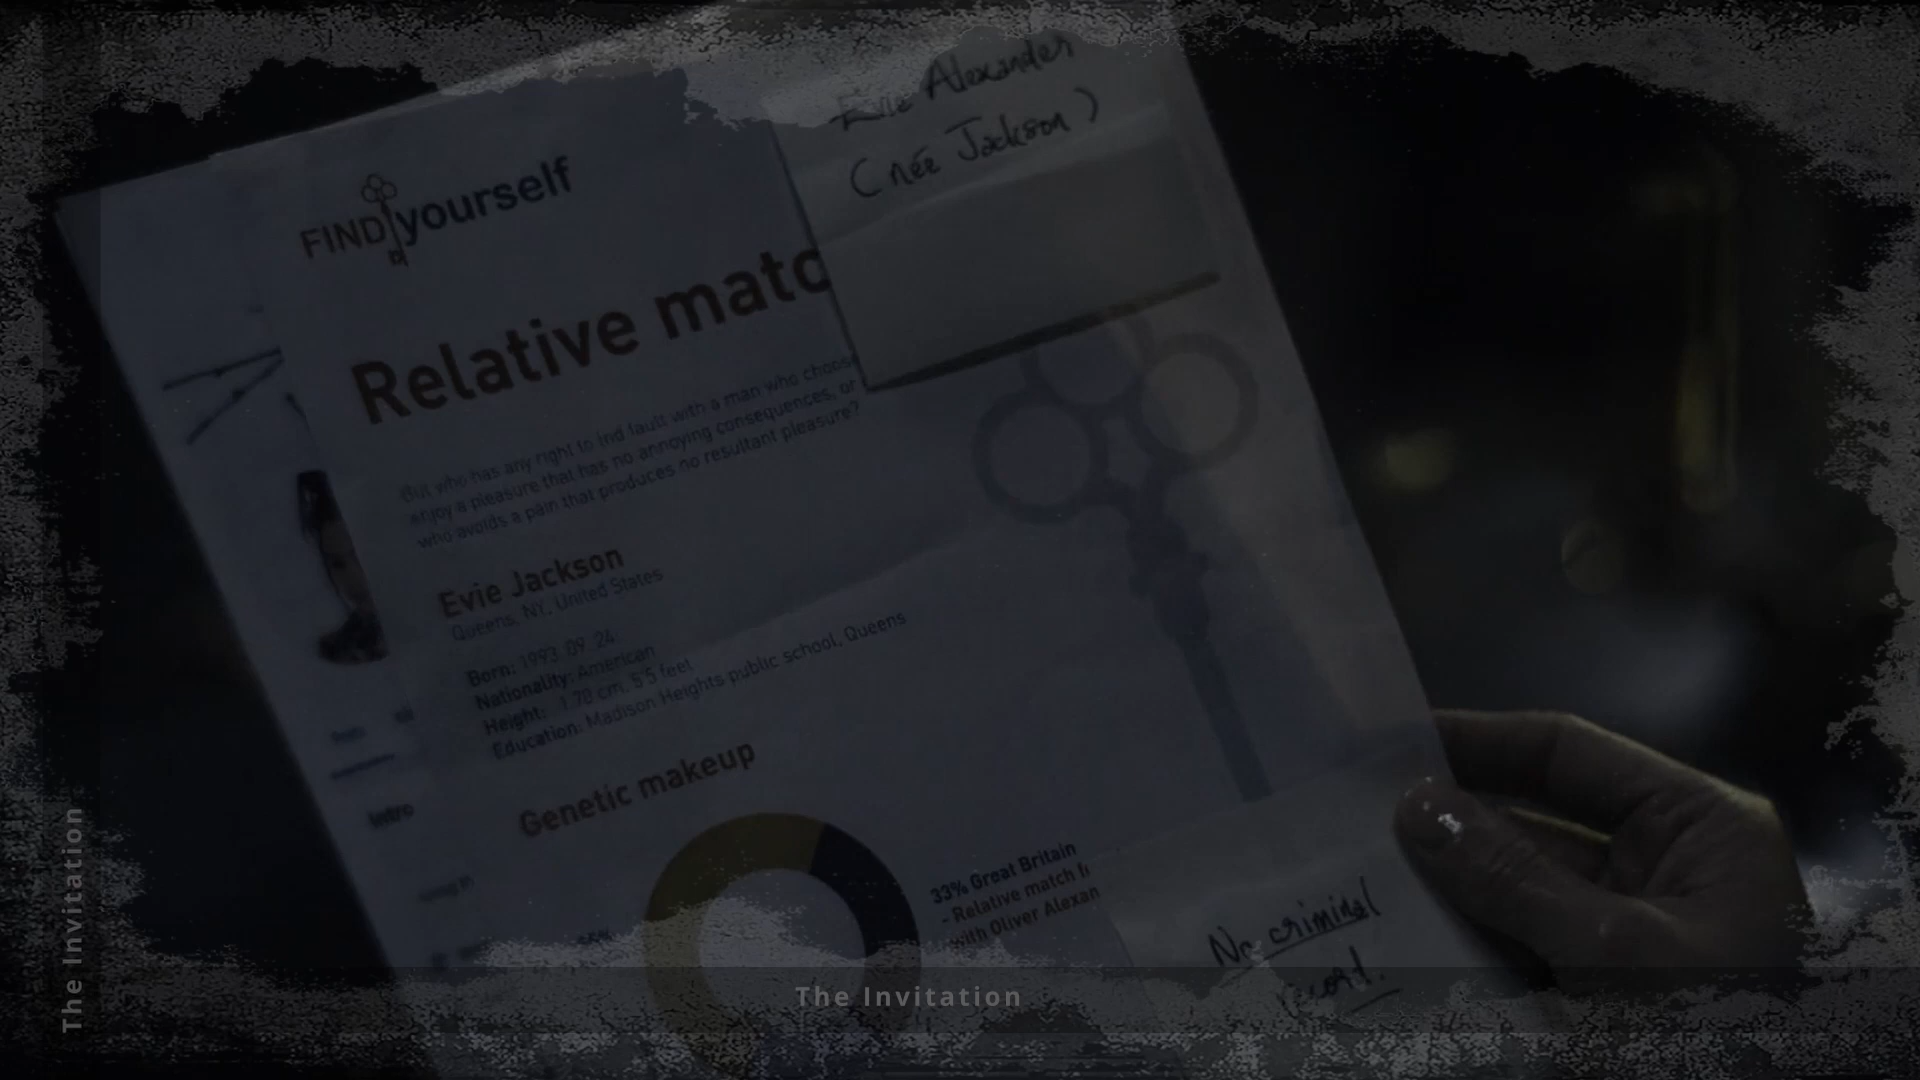 Evie Alexander
(née Jackson)
FIND yourself
Relative matc
But who has any right to find fault with a man who choos
enjoy a pleasure that has no annoying consequences, or
who avoids a pain that produces no resultant pleasure?
Evie Jackson
Queens, NY, United States
Born: 1993 09 24
Nationality: American
Height: 1.78 cm. 5'5 feet
Education: Madison Heights public school, Queens
Intro
Genetic makeup
33% Great Britain
- Relative match
with Oliver Alexan
No criminal
record.
The Invitation
The Invitation